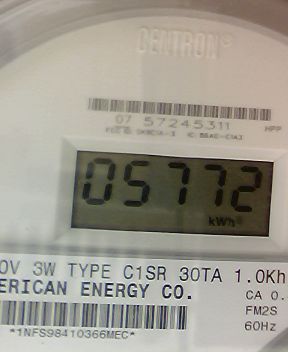 CENTRON®
07 57245311 HPP
05772
kWh
0V 3W TYPE C1SR 30TA 1.0Kh
ERICAN ENERGY CO. CA 0.
FM2S
*1NFS98410366MEC* 60Hz